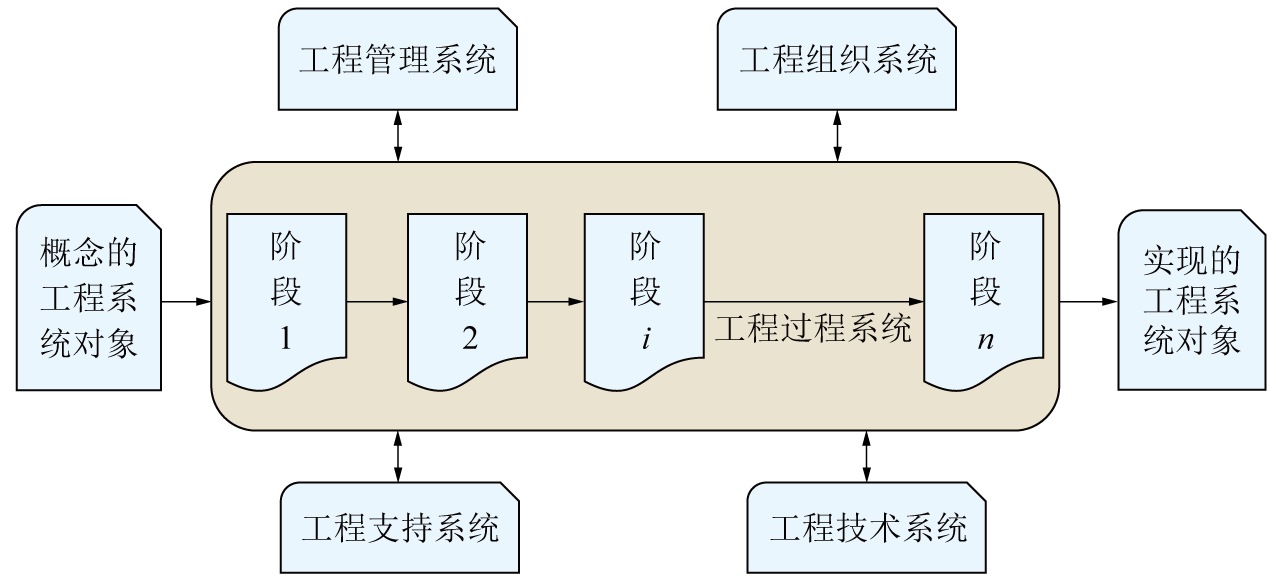 工程管理系统
工程组织系统
概念的
工程系
统对象
阶
段
1
阶
段
2
阶
段
i
工程过程系统
阶
段
n
实现的
工程系
统对象
工程支持系统
工程技术系统